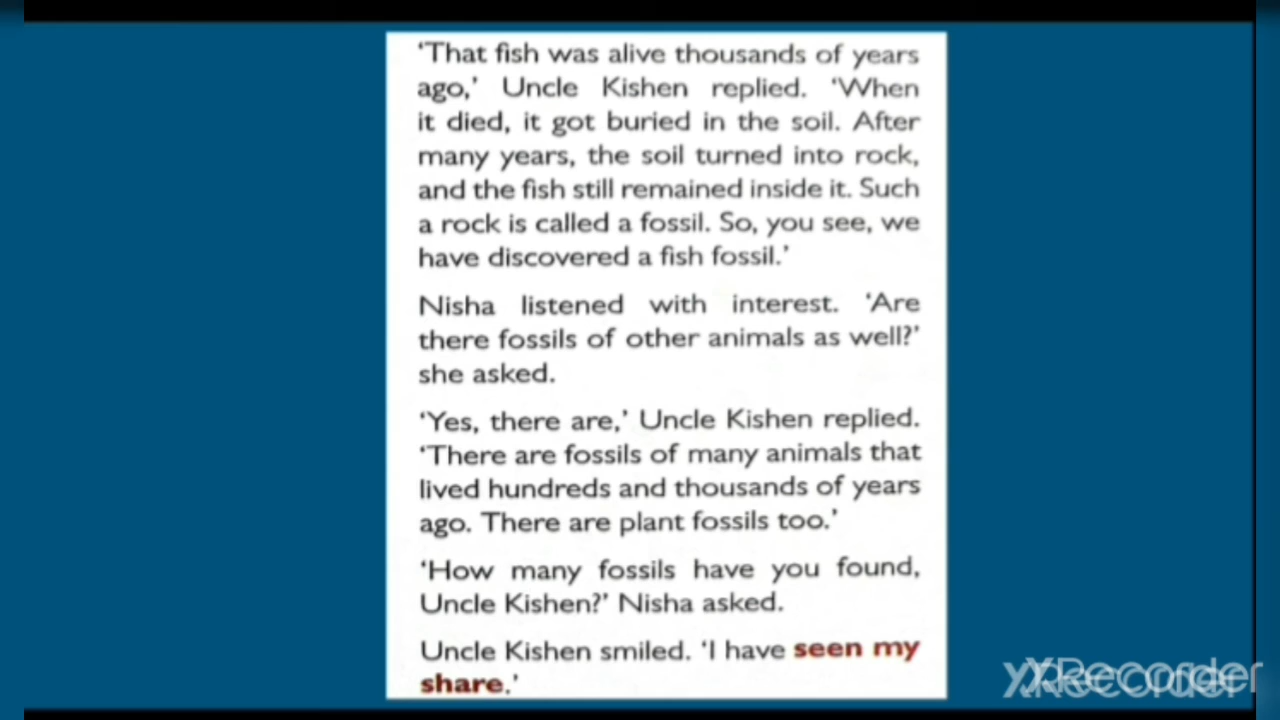 ‘That fish was alive thousands of years
ago,’ Uncle Kishen replied. ‘When
it died, it got buried in the soil. After
many years, the soil turned into rock,
and the fish still remained inside it. Such
a rock is called a fossil. So, you see, we
have discovered a fish fossil.’
Nisha listened with interest. ‘Are
there fossils of other animals as well?’
she asked.
‘Yes, there are,’ Uncle Kishen replied.
‘There are fossils of many animals that
lived hundreds and thousands of years
ago. There are plant fossils too.’
‘How many fossils have you found,
Uncle Kishen?’ Nisha asked.
Uncle Kishen smiled. ‘I have seen my
share.’
XRecorder